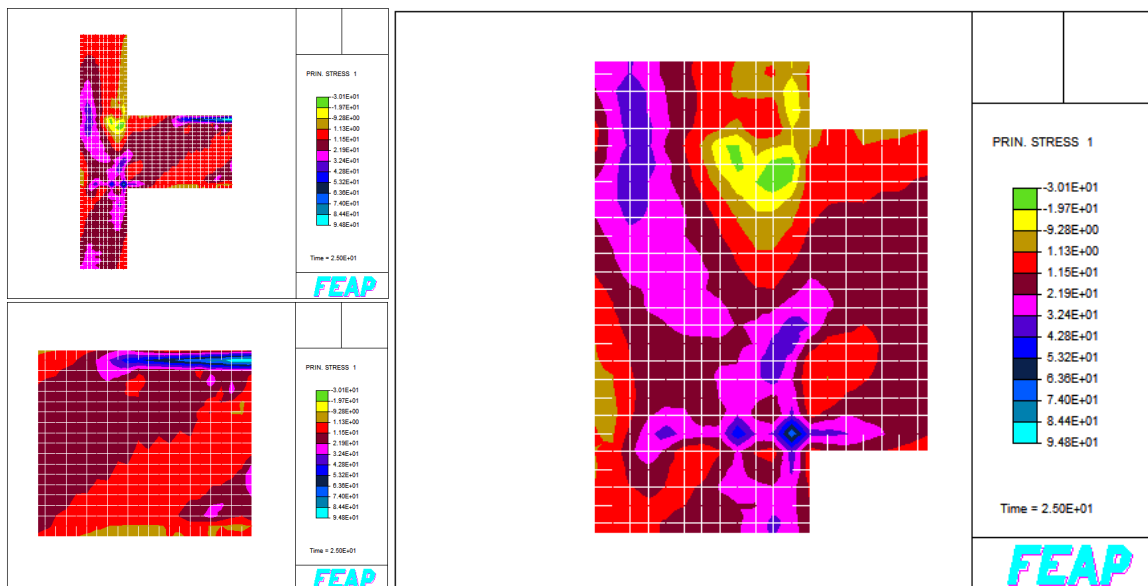 PRIN. STRESS 1
-3.01E+01
-1.97E+01
-9.28E+00
1.13E+00
1.15E+01
2.19E+01
3.24E+01
4.28E+01
5.32E+01
6.36E+01
7.40E+01
8.44E+01
9.48E+01
Time = 2.50E+01
FEAP
PRIN. STRESS 1
-3.01E+01
-1.97E+01
-9.28E+00
1.13E+00
1.15E+01
2.19E+01
3.24E+01
4.28E+01
5.32E+01
6.36E+01
7.40E+01
8.44E+01
9.48E+01
Time = 2.50E+01
FEAP
PRIN. STRESS 1
-3.01E+01
-1.97E+01
-9.28E+00
1.13E+00
1.15E+01
2.19E+01
3.24E+01
4.28E+01
5.32E+01
6.36E+01
7.40E+01
8.44E+01
9.48E+01
Time = 2.50E+01
FEAP